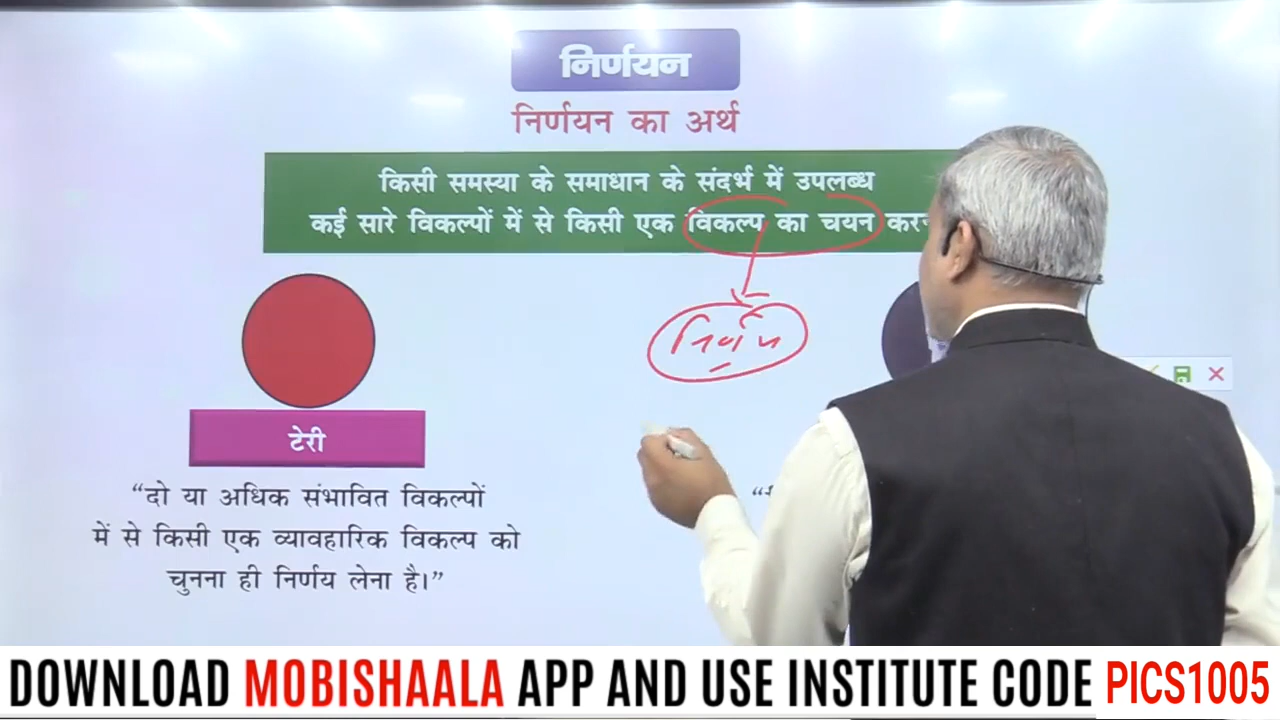 निर्णयन
निर्णयन का अर्थ
किसी समस्या के समाधान के संदर्भ में उपलब्ध
कई सारे विकल्पों में से किसी एक विकल्प का चयन
निर्णय
टेरी
“दो या अधिक संभावित विकल्पों
में से किसी एक व्यावहारिक विकल्प को
चुनना ही निर्णय लेना है।”
DOWNLOAD MOBISHAALA APP AND USE INSTITUTE CODE PICS1005